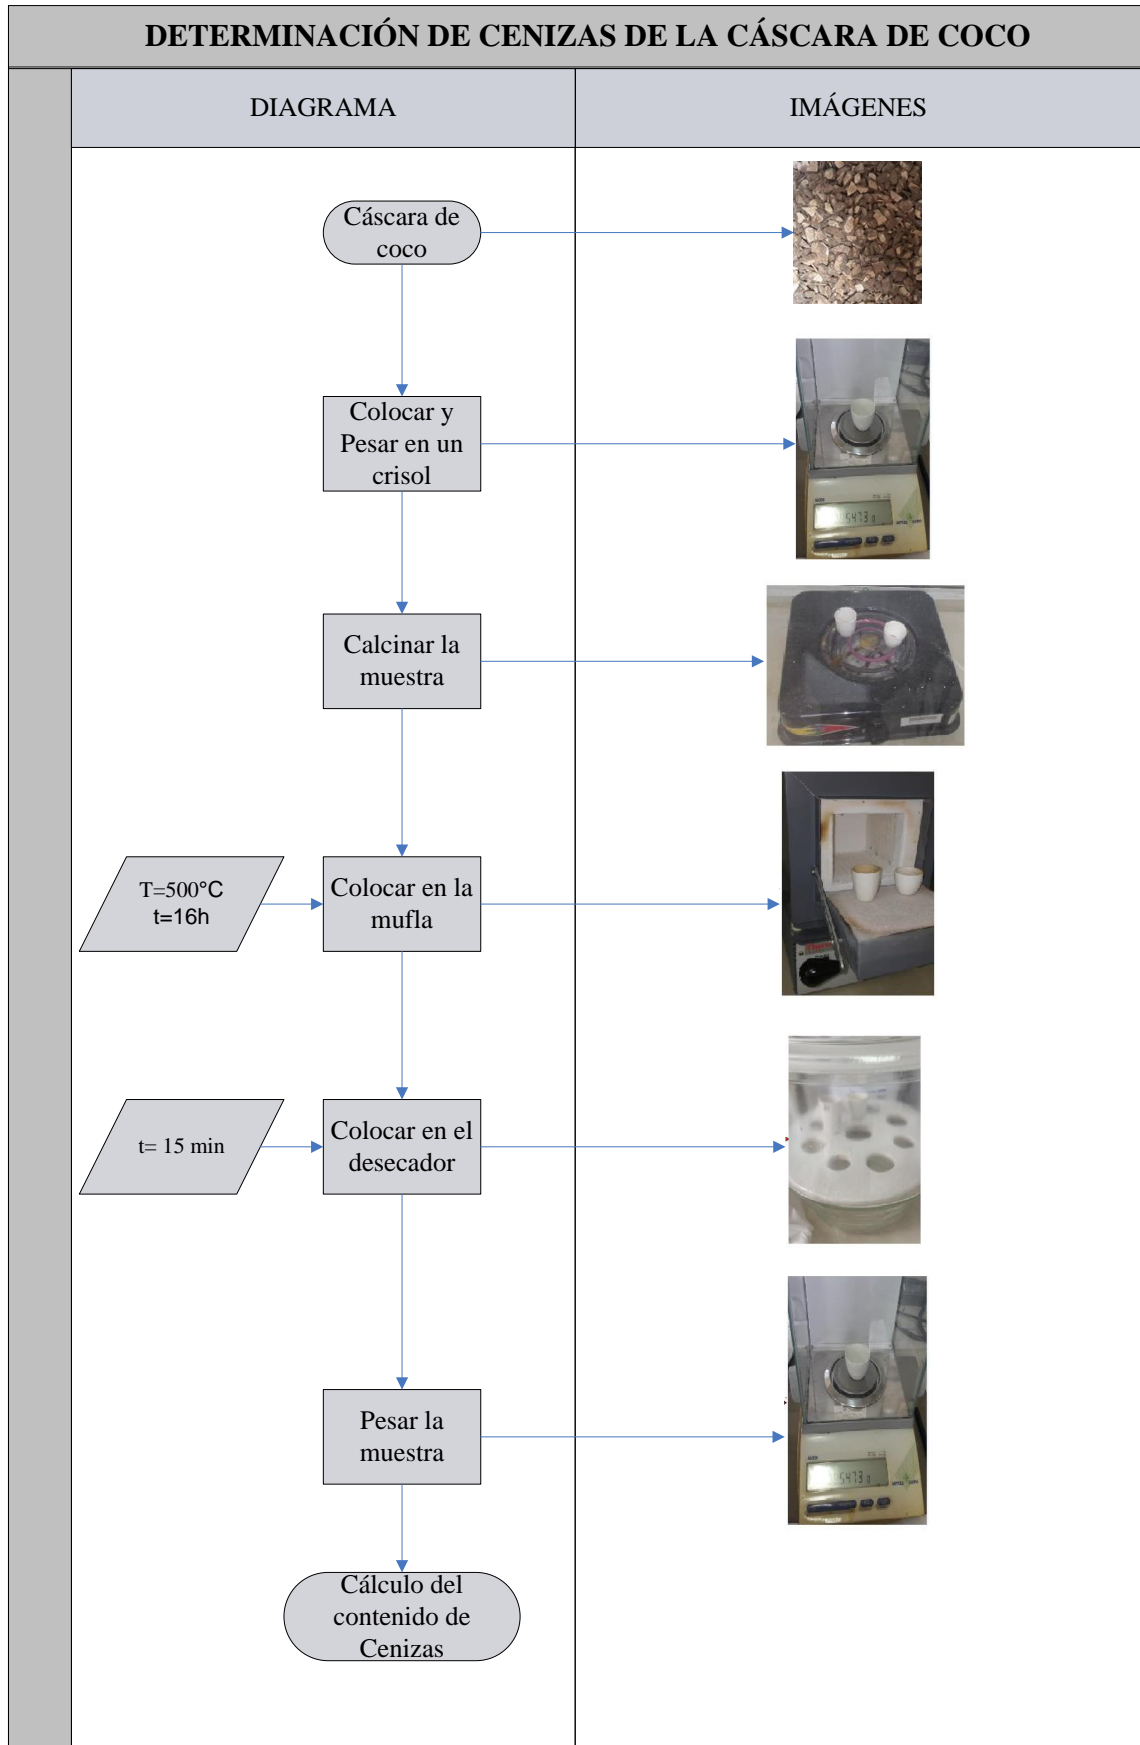 DETERMINACIÓN DE CENIZAS DE LA CÁSCARA DE COCO
DIAGRAMA
IMÁGENES
Cáscara de
coco
Colocar y
Pesar en un
crisol
5473 g
Calcinar la
muestra
T=500°C
t=16h
Colocar en la
mufla
t= 15 min
Colocar en el
desecador
Pesar la
muestra
5473 g
Cálculo del
contenido de
Cenizas